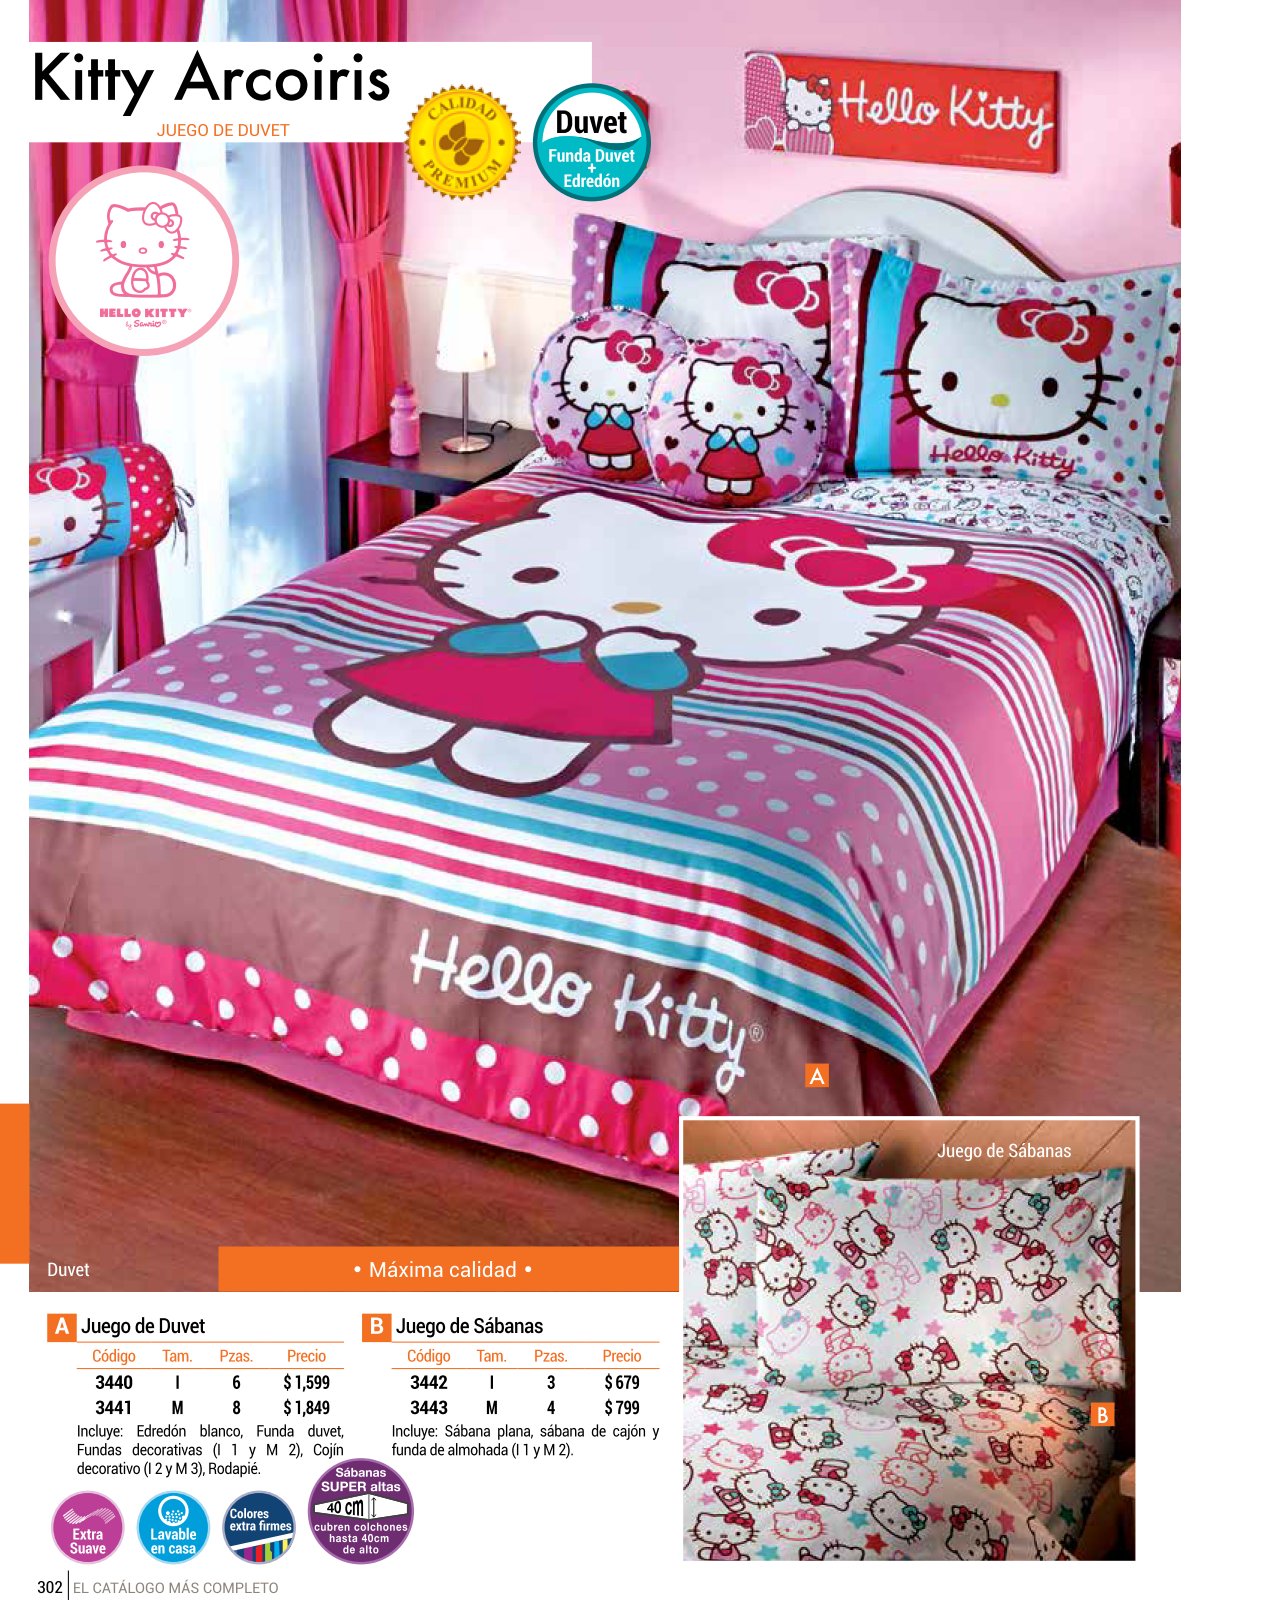 Kitty Arcoiris
JUEGO DE DUVET
CALIDAD
PREMIUM
Duvet
Funda Duvet
+
Edredón
Hello Kitty
HELLO KITTY®
by Sanrio®
Hello Kitty
Hello Kitty®
A
Juego de Sábanas
B
Duvet
• Máxima calidad •
A Juego de Duvet
Código Tam. Pzas. Precio
3440 I 6 $ 1,599
3441 M 8 $ 1,849
Incluye: Edredón blanco, Funda duvet,
Fundas decorativas (I 1 y M 2), Cojín
decorativo (I 2 y M 3), Rodapié.
B Juego de Sábanas
Código Tam. Pzas. Precio
3442 I 3 $ 679
3443 M 4 $ 799
Incluye: Sábana plana, sábana de cajón y
funda de almohada (I 1 y M 2).
Extra
Suave
Lavable
en casa
Colores
extra firmes
Sábanas
SUPER altas
40 cm
cubren colchones
hasta 40cm
de alto
302 EL CATÁLOGO MÁS COMPLETO